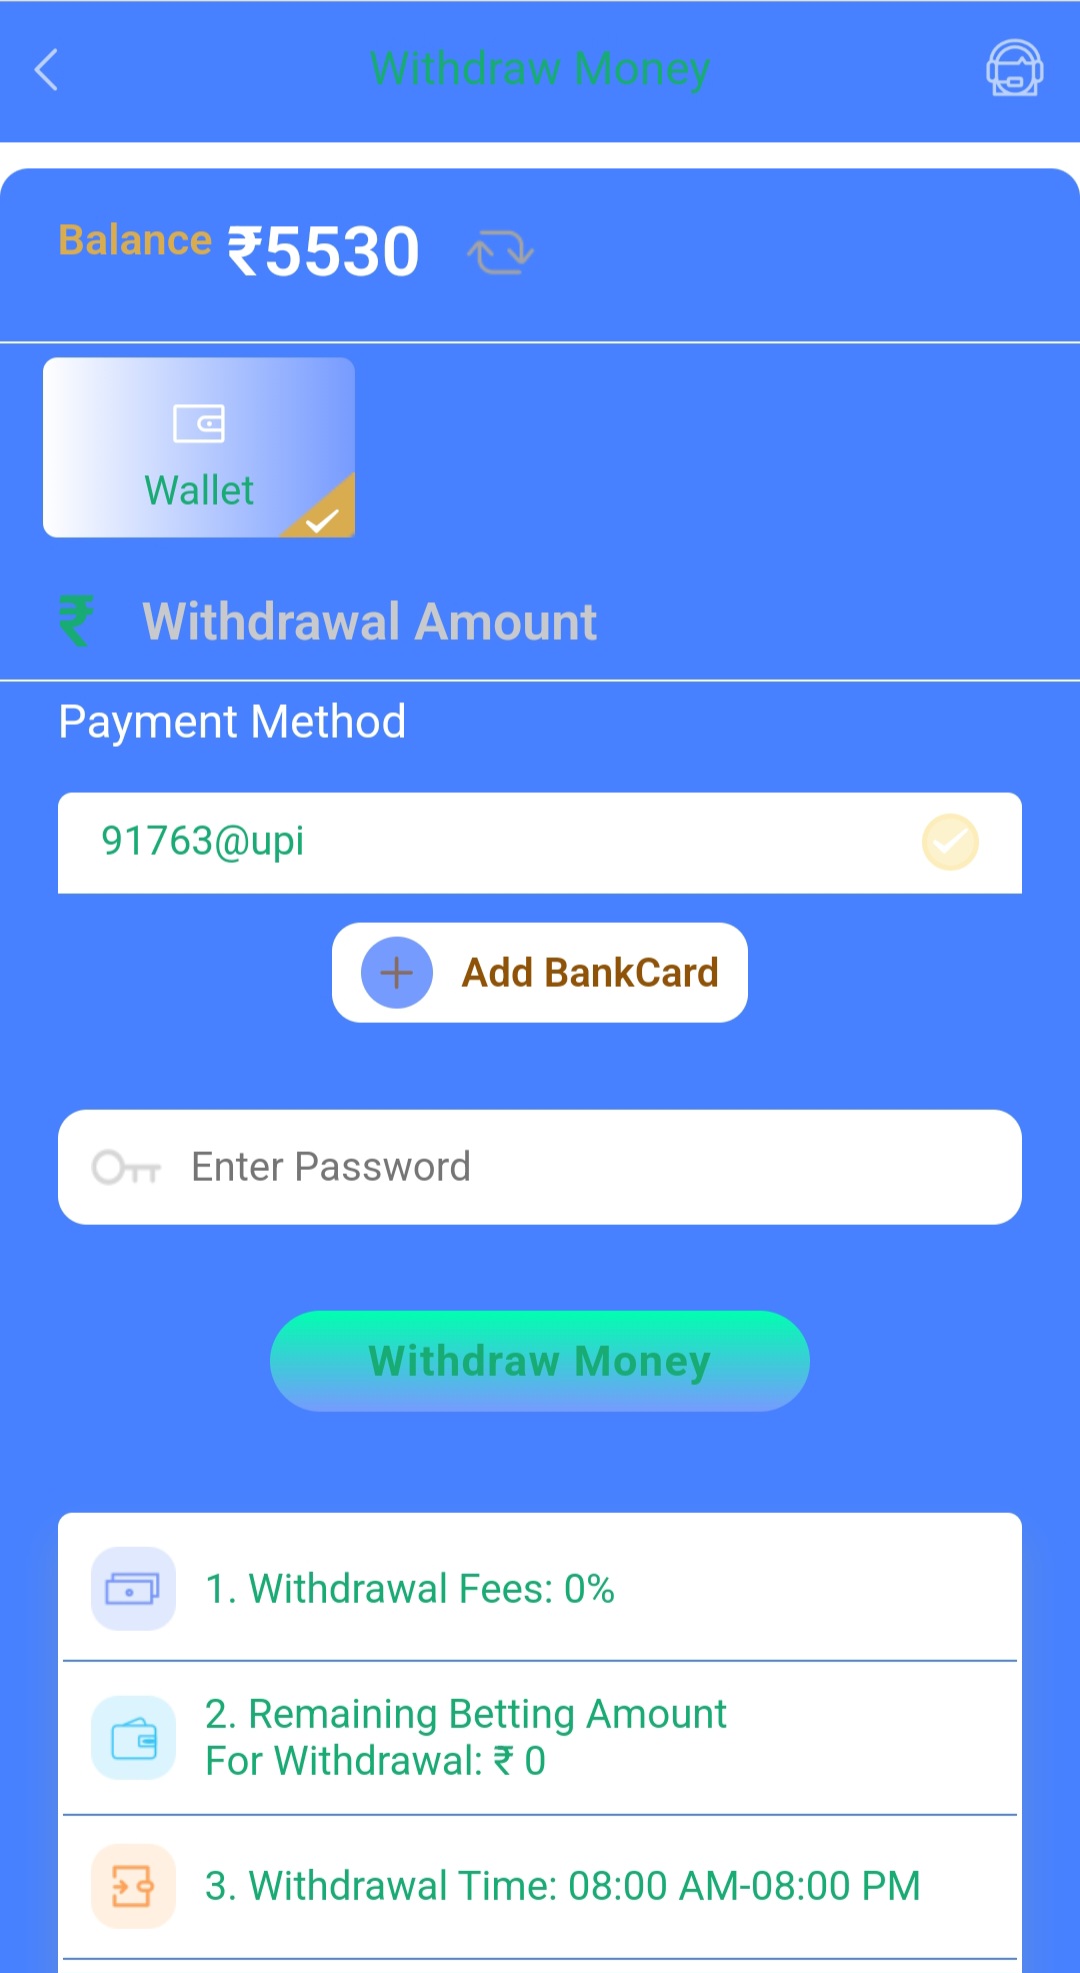 Withdraw Money
Balance ₹5530
Wallet
₹ Withdrawal Amount
Payment Method
91763@upi
Add BankCard
Enter Password
Withdraw Money
1. Withdrawal Fees: 0%
2. Remaining Betting Amount
For Withdrawal: ₹ 0
3. Withdrawal Time: 08:00 AM-08:00 PM